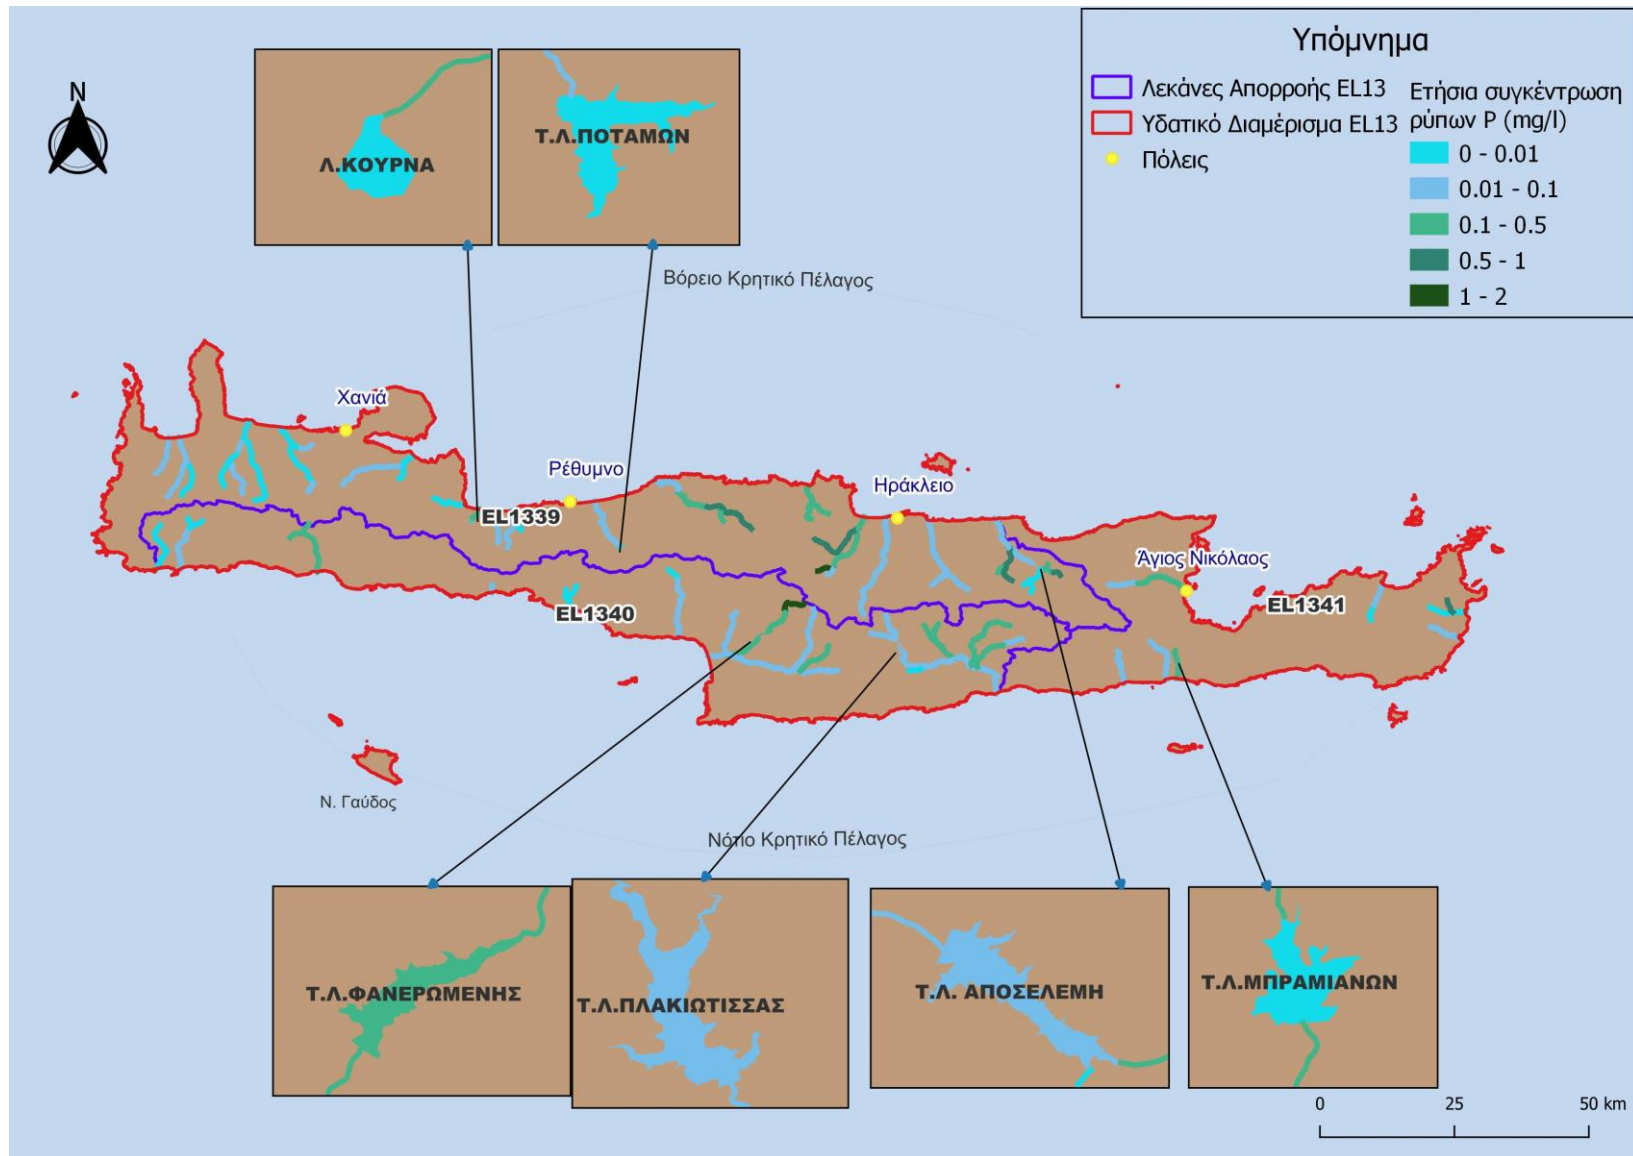 Υπόμνημα
Λεκάνες Απορροής EL13
Υδατικό Διαμέρισμα EL13
Πόλεις
Ετήσια συγκέντρωση
ρύπων P (mg/l)
0 - 0.01
0.01 - 0.1
0.1 - 0.5
0.5 - 1
1 - 2
N
Λ.ΚΟΥΡΝΑ
Τ.Λ.ΠΟΤΑΜΩΝ
Βόρειο Κρητικό Πέλαγος
Χανιά
Ρέθυμνο
Ηράκλειο
Άγιος Νικόλαος
EL1339
EL1340
EL1341
Ν. Γαύδος
Νότιο Κρητικό Πέλαγος
Τ.Λ.ΦΑΝΕΡΩΜΕΝΗΣ
Τ.Λ.ΠΛΑΚΙΩΤΙΣΣΑΣ
Τ.Λ. ΑΠΟΣΕΛΕΜΗ
Τ.Λ.ΜΠΡΑΜΙΑΝΩΝ
0 25 50 km